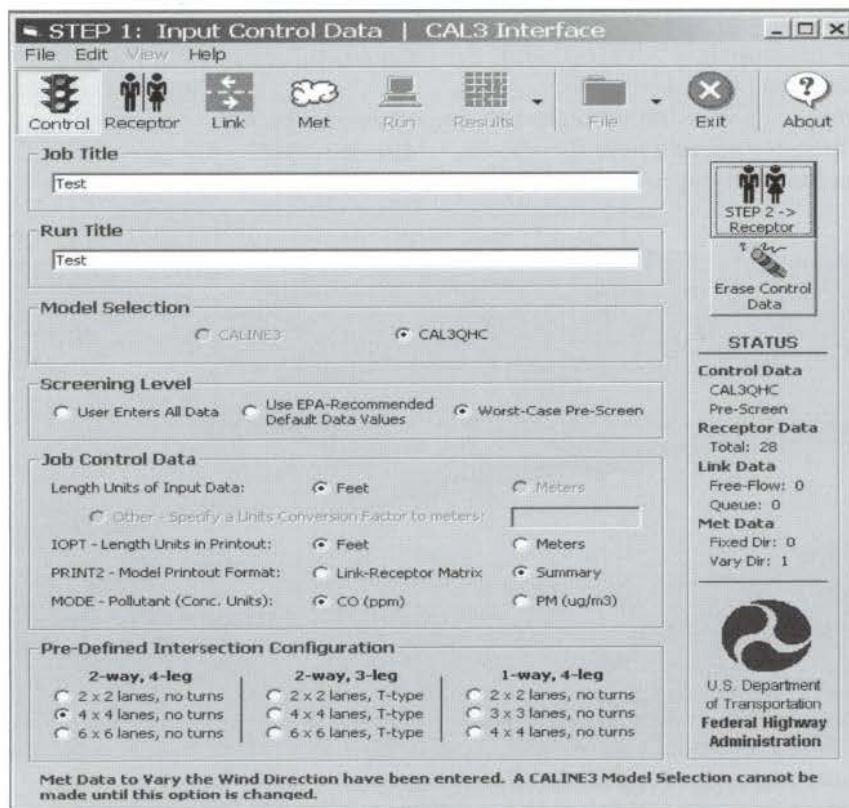 STEP 1: Input Control Data | CAL3 Interface
File Edit View Help
Control Receptor Link Met Run Results File Exit About
Job Title
Test
Run Title
Test
Model Selection
CALINE3 CAL3QHC
Screening Level
User Enters All Data Use EPA-Recommended Default Data Values Worst-Case Pre-Screen
Job Control Data
Length Units of Input Data: Feet Meters
Other - Specify a Units Conversion Factor to meters:
IOPT - Length Units in Printout: Feet Meters
PRINT2 - Model Printout Format: Link-Receptor Matrix Summary
MODE - Pollutant (Conc. Units): CO (ppm) PM (ug/m3)
Pre-Defined Intersection Configuration
2-way, 4-leg 2-way, 3-leg 1-way, 4-leg
2 x 2 lanes, no turns 2 x 2 lanes, T-type 2 x 2 lanes, no turns
4 x 4 lanes, no turns 4 x 4 lanes, T-type 3 x 3 lanes, no turns
6 x 6 lanes, no turns 6 x 6 lanes, T-type 4 x 4 lanes, no turns
STEP 2 ->
Receptor
Erase Control
Data
STATUS
Control Data
CAL3QHC
Pre-Screen
Receptor Data
Total: 28
Link Data
Free-Flow: 0
Queue: 0
Met Data
Fixed Dir: 0
Vary Dir: 1
U.S. Department
of Transportation
Federal Highway
Administration
Met Data to Vary the Wind Direction have been entered. A CALINE3 Model Selection cannot be
made until this option is changed.